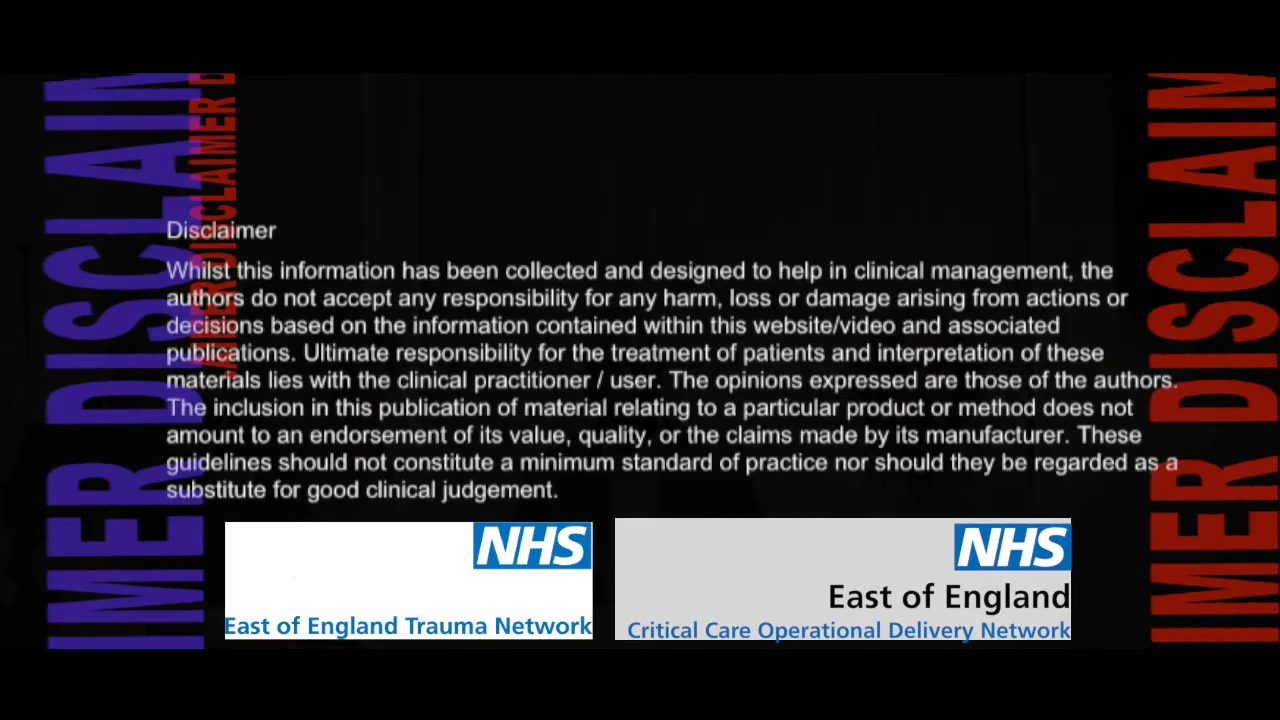 IMER DISCLAIM
AIMER DISCLAIMER D
IMER DISCLAIM
Disclaimer
Whilst this information has been collected and designed to help in clinical management, the
authors do not accept any responsibility for any harm, loss or damage arising from actions or
decisions based on the information contained within this website/video and associated
publications. Ultimate responsibility for the treatment of patients and interpretation of these
materials lies with the clinical practitioner / user. The opinions expressed are those of the authors.
The inclusion in this publication of material relating to a particular product or method does not
amount to an endorsement of its value, quality, or the claims made by its manufacturer. These
guidelines should not constitute a minimum standard of practice nor should they be regarded as a
substitute for good clinical judgement.
NHS
East of England Trauma Network
NHS
East of England
Critical Care Operational Delivery Network